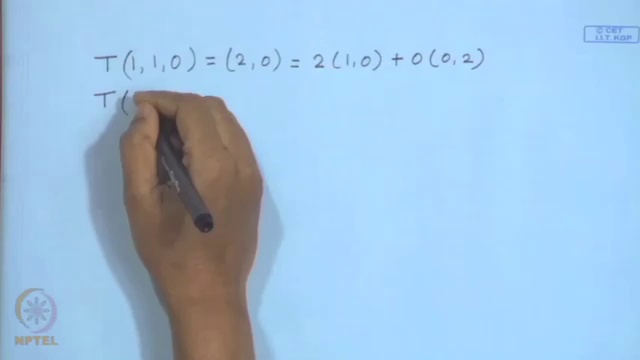 © CET
I.I.T. KGP
T(1,1,0) = (2,0) = 2(1,0) + 0(0,2)
T(
NPTEL